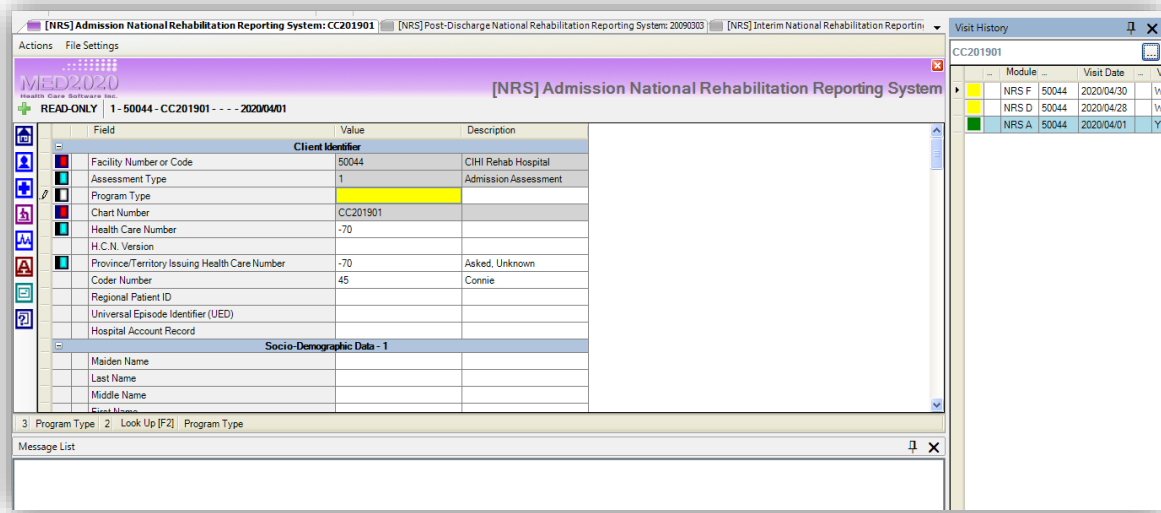 [NRS] Admission National Rehabilitation Reporting System: CC201901 [NRS] Post-Discharge National Rehabilitation Reporting System: 20090303 [NRS] Interim National Rehabilitation Reportin
Visit History
Actions File Settings
CC201901 ...
MED2020
Health Care Software Inc.
[NRS] Admission National Rehabilitation Reporting System
READ-ONLY 1 - 50044 - CC201901 - - - - 2020/04/01
... Module ... Visit Date ... V
NRS F 50044 2020/04/30 W
NRS D 50044 2020/04/28 W
NRS A 50044 2020/04/01 Y
Field Value Description
Client Identifier
Facility Number or Code 50044 CIHI Rehab Hospital
Assessment Type 1 Admission Assessment
Program Type
Chart Number CC201901
Health Care Number -70
H.C.N. Version
Province/Territory Issuing Health Care Number -70 Asked, Unknown
Coder Number 45 Connie
Regional Patient ID
Universal Episode Identifier (UED)
Hospital Account Record
Socio-Demographic Data - 1
Maiden Name
Last Name
Middle Name
First Name
3 Program Type 2 Look Up [F2] Program Type
Message List